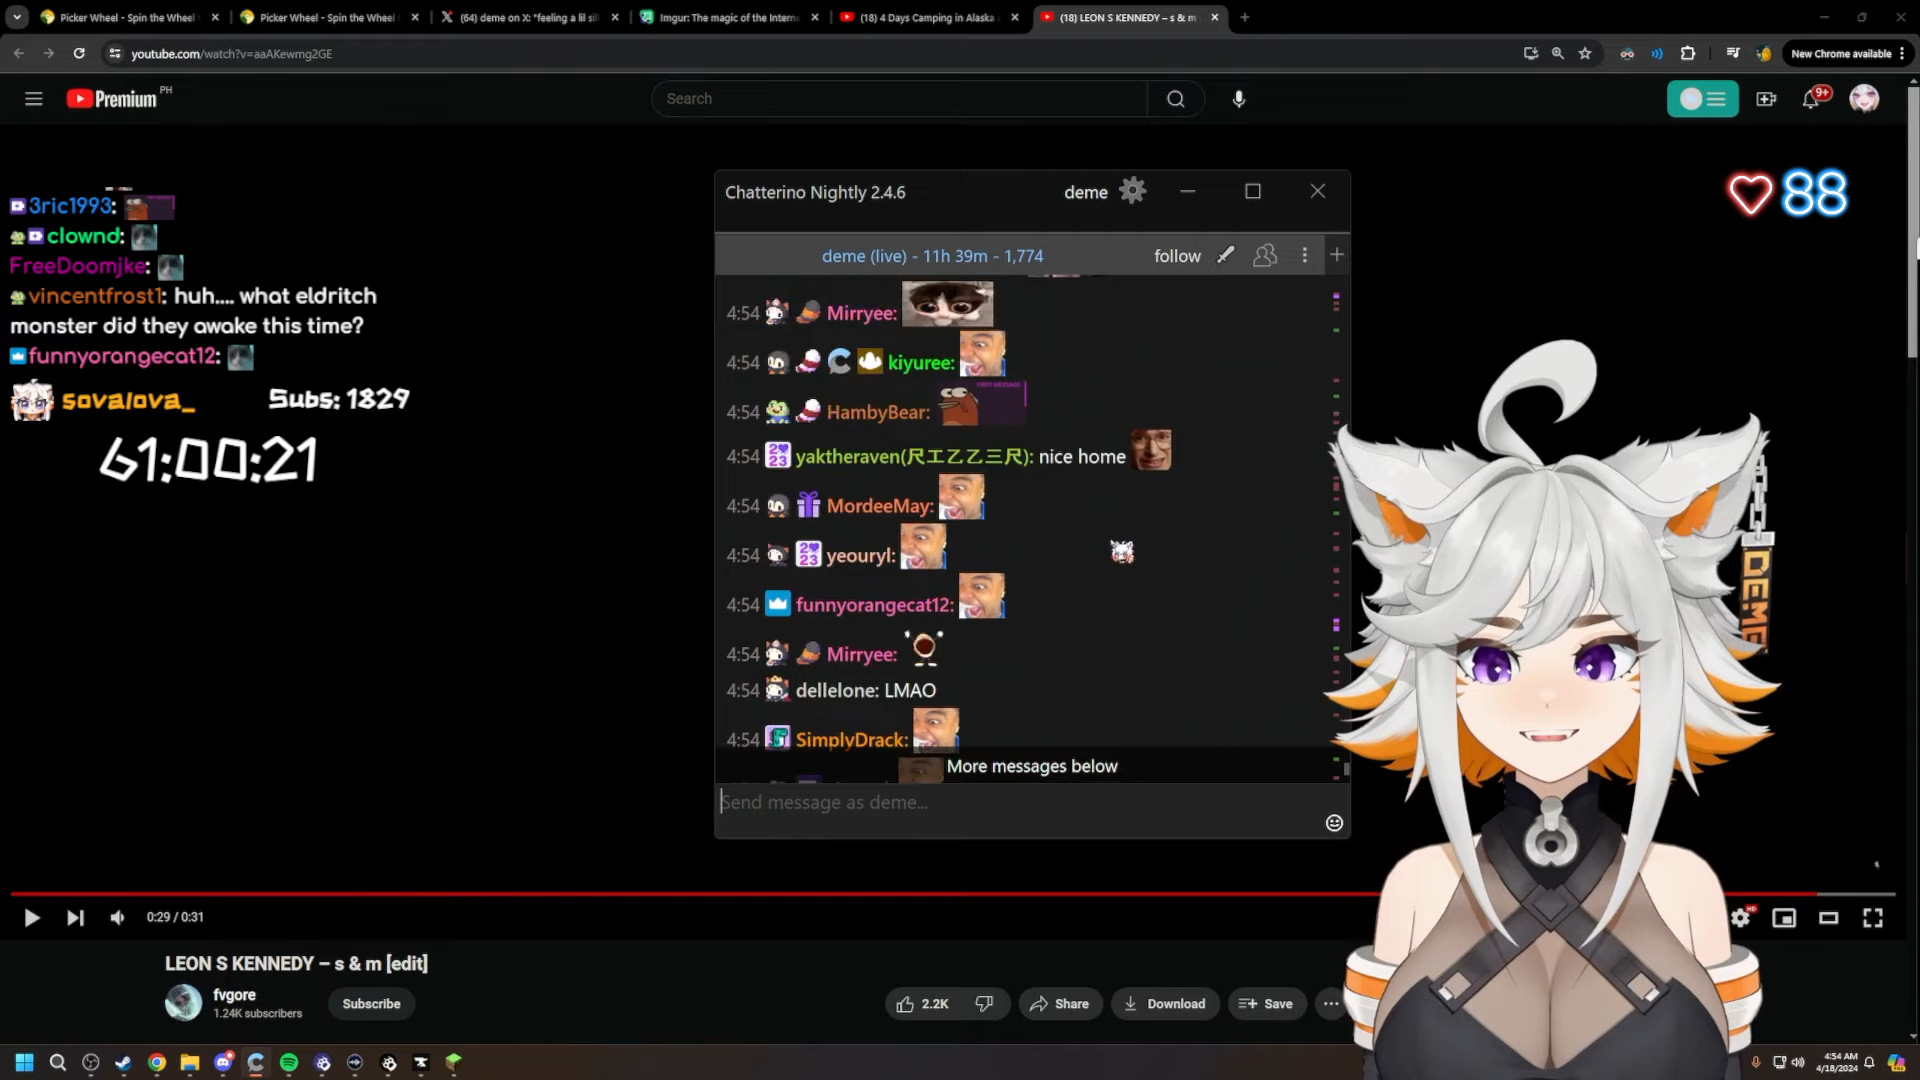 Picker Wheel - Spin the Wheel
Picker Wheel - Spin the Wheel
(64) deme on X: "feeling a lil sil
Imgur: The magic of the Intern
(18) 4 Days Camping in Alaska
(18) LEON S KENNEDY – s & m
youtube.com/watch?v=aaAKewmg2GE
New Chrome available
Premium PH
Search
9+
3ric1993:
clownd:
FreeDoomjke:
vincentfrost1: huh.... what eldritch
monster did they awake this time?
funnyorangecat12:
sovalova_ Subs: 1829
61:00:21
88
Chatterino Nightly 2.4.6
deme
deme (live) - 11h 39m - 1,774
follow
4:54 Mirryee:
4:54 kiyuree:
4:54 HambyBear:
4:54 yaktheraven(尺工乙乙三尺): nice home
4:54 MordeeMay:
4:54 yeouryl:
4:54 funnyorangecat12:
4:54 Mirryee:
4:54 dellelone: LMAO
4:54 SimplyDrack:
More messages below
Send message as deme...
DEME
0:29 / 0:31
HD
LEON S KENNEDY – s & m [edit]
fvgore
1.24K subscribers
Subscribe
2.2K
Share
Download
Save
4:54 AM
4/18/2024